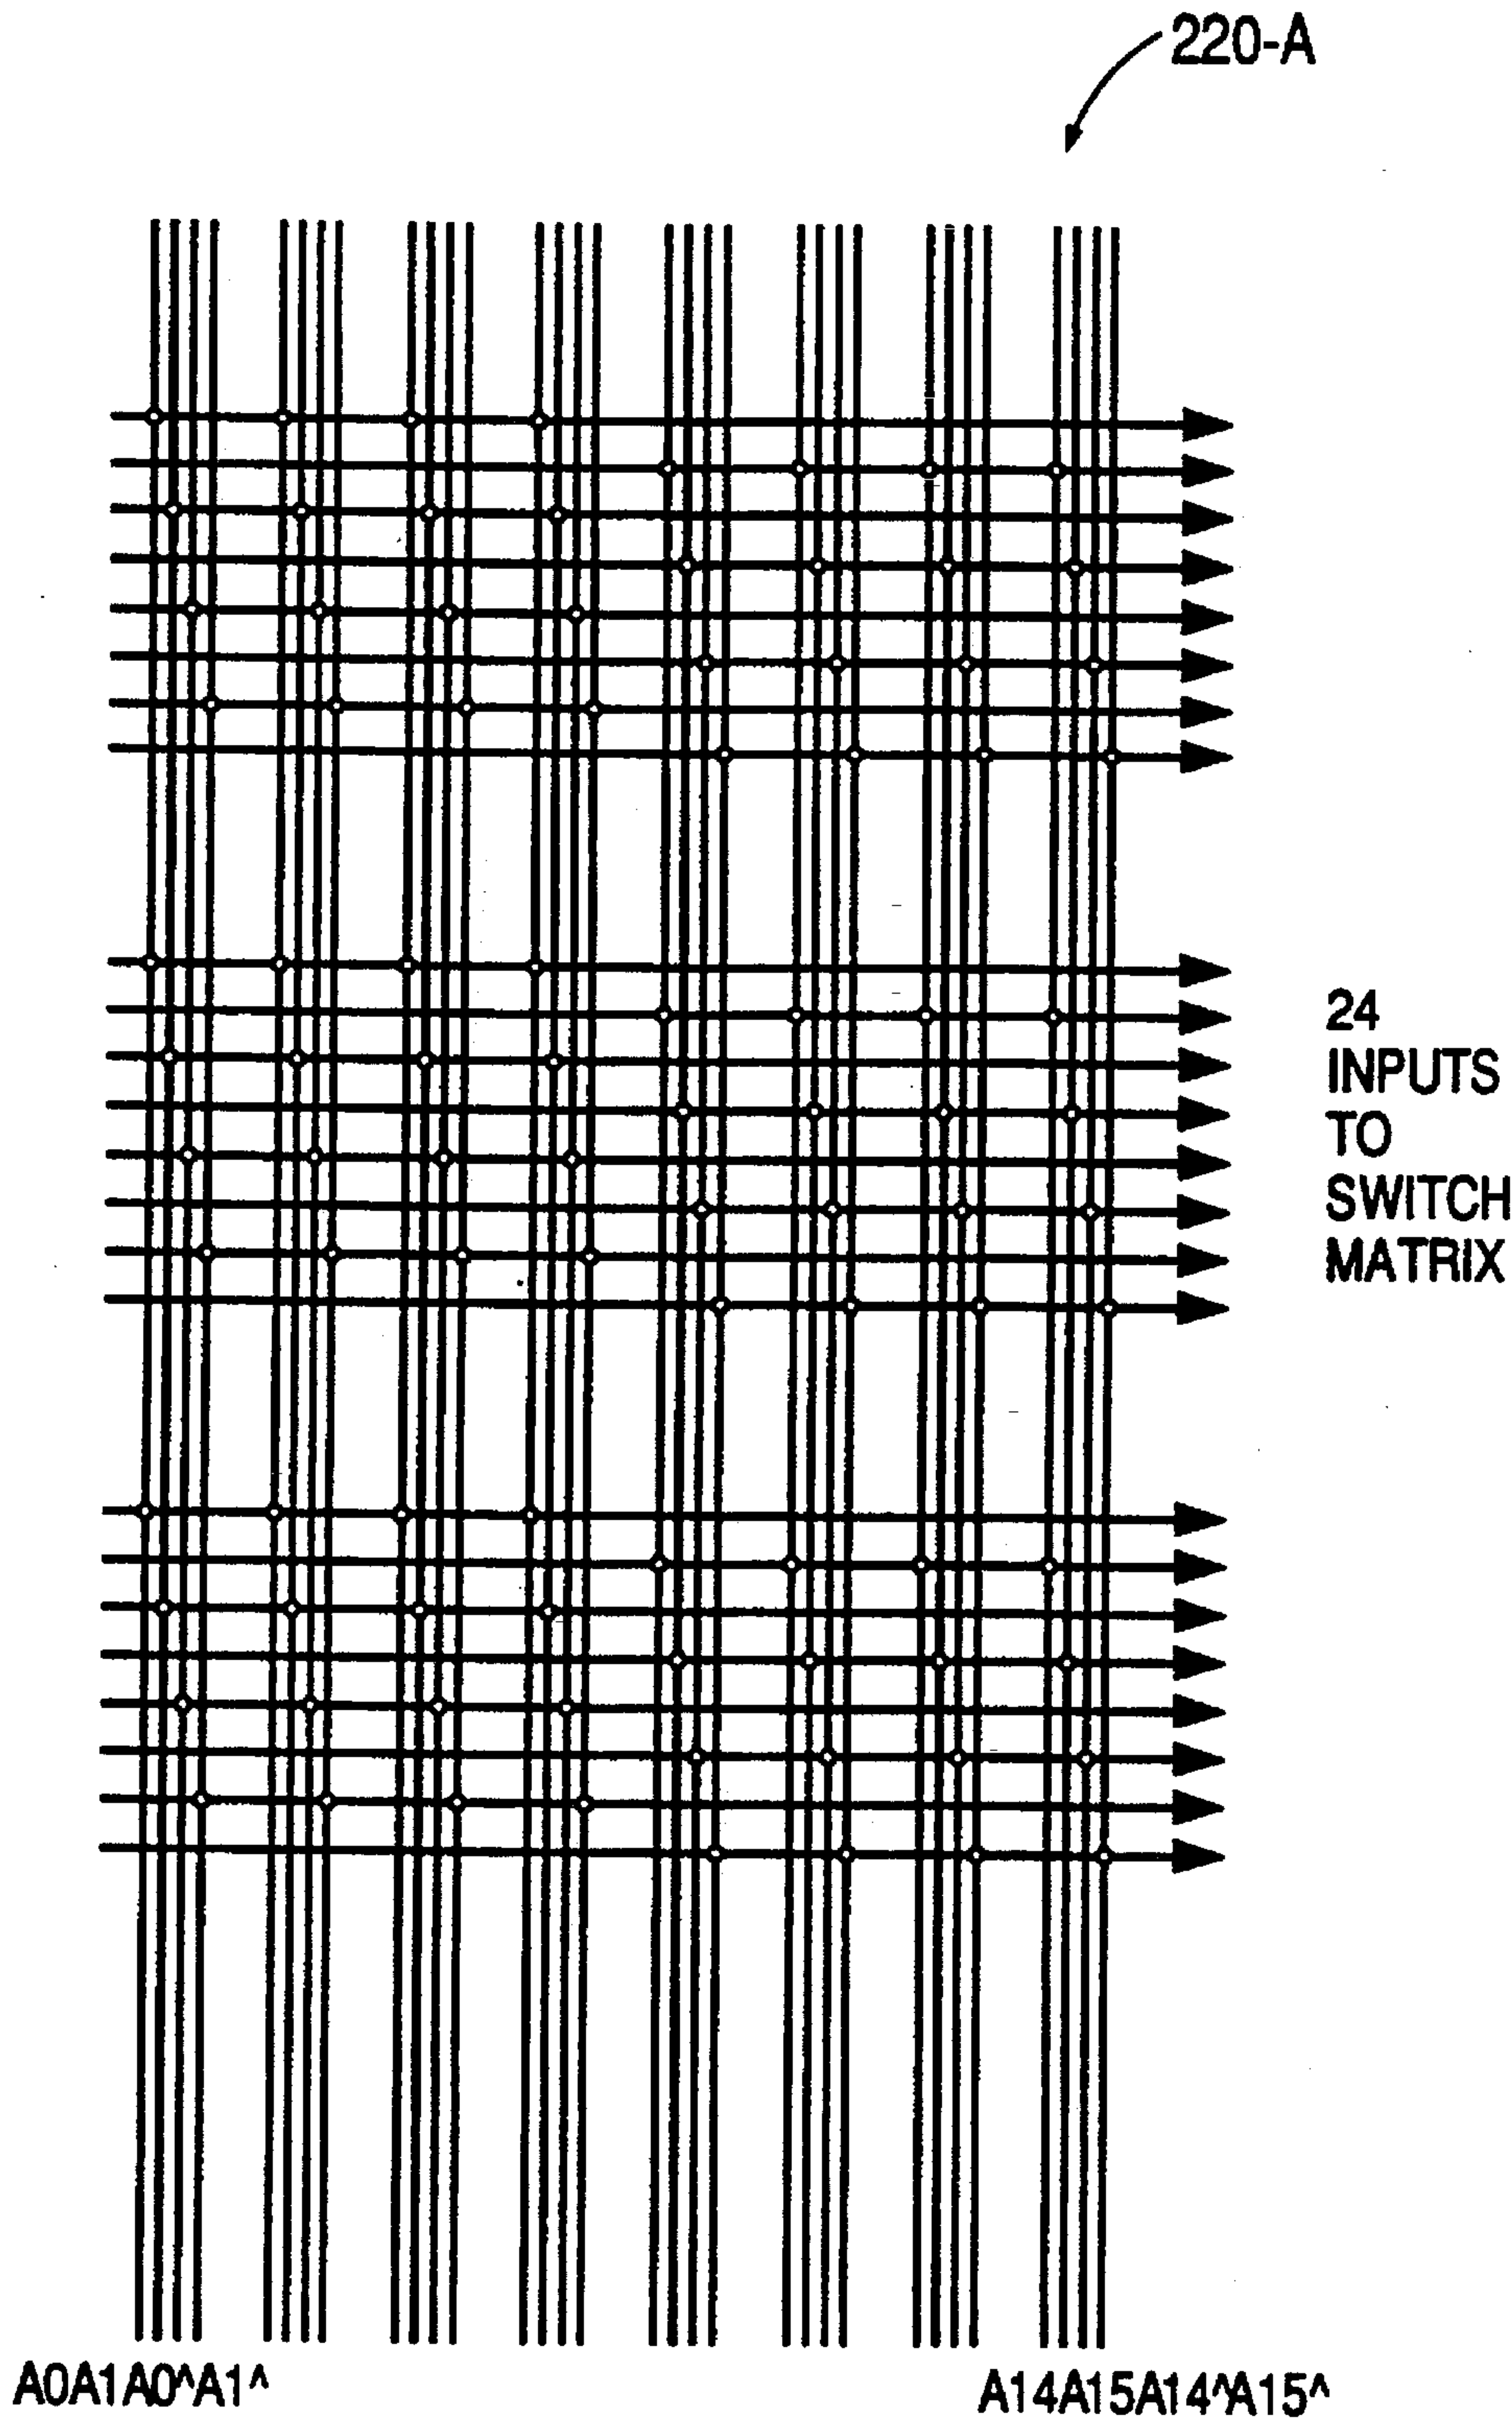 220-A
24
INPUTS
TO
SWITCH
MATRIX
A0A1A0^A1^
A14A15A14^A15^